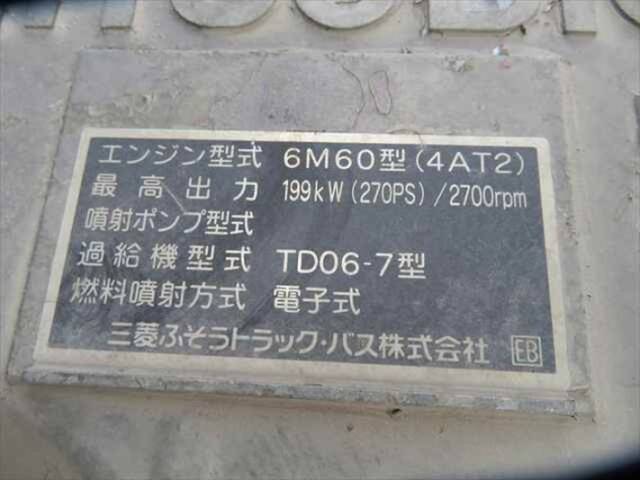 エンジン型式 6M60型(4AT2)
最高出力 199kW(270PS)/2700rpm
噴射ポンプ型式
過給機型式 TD06-7型
燃料噴射方式 電子式
三菱ふそうトラック・バス株式会社 EB